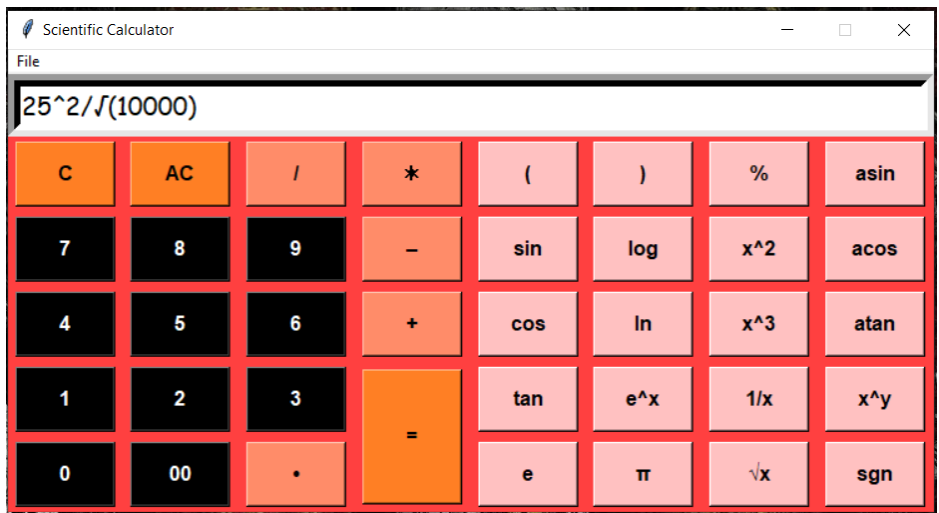 Scientific Calculator
File
25^2/√(10000)
C AC / * ( ) % asin
7 8 9 – sin log x^2 acos
4 5 6 + cos ln x^3 atan
1 2 3 = tan e^x 1/x x^y
0 00 • e π √x sgn